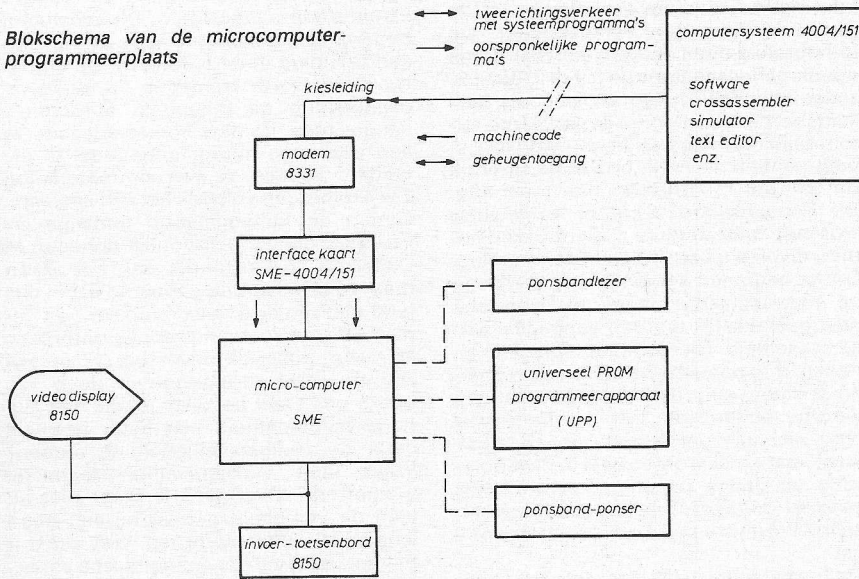 Blokschema van de microcomputer-
programmeerplaats
tweerichtingsverkeer
met systeemprogramma's
oorspronkelijke program-
ma's
computersysteem 4004/151
software
crossassembler
simulator
text editor
enz.
kiesleiding
machinecode
geheugentoegang
modem
8331
interface kaart
SME-4004/151
ponsbandlezer
micro-computer
SME
universeel PROM
programmeerapparaat
(UPP)
video display
8150
ponsband-ponser
invoer-toetsenbord
8150